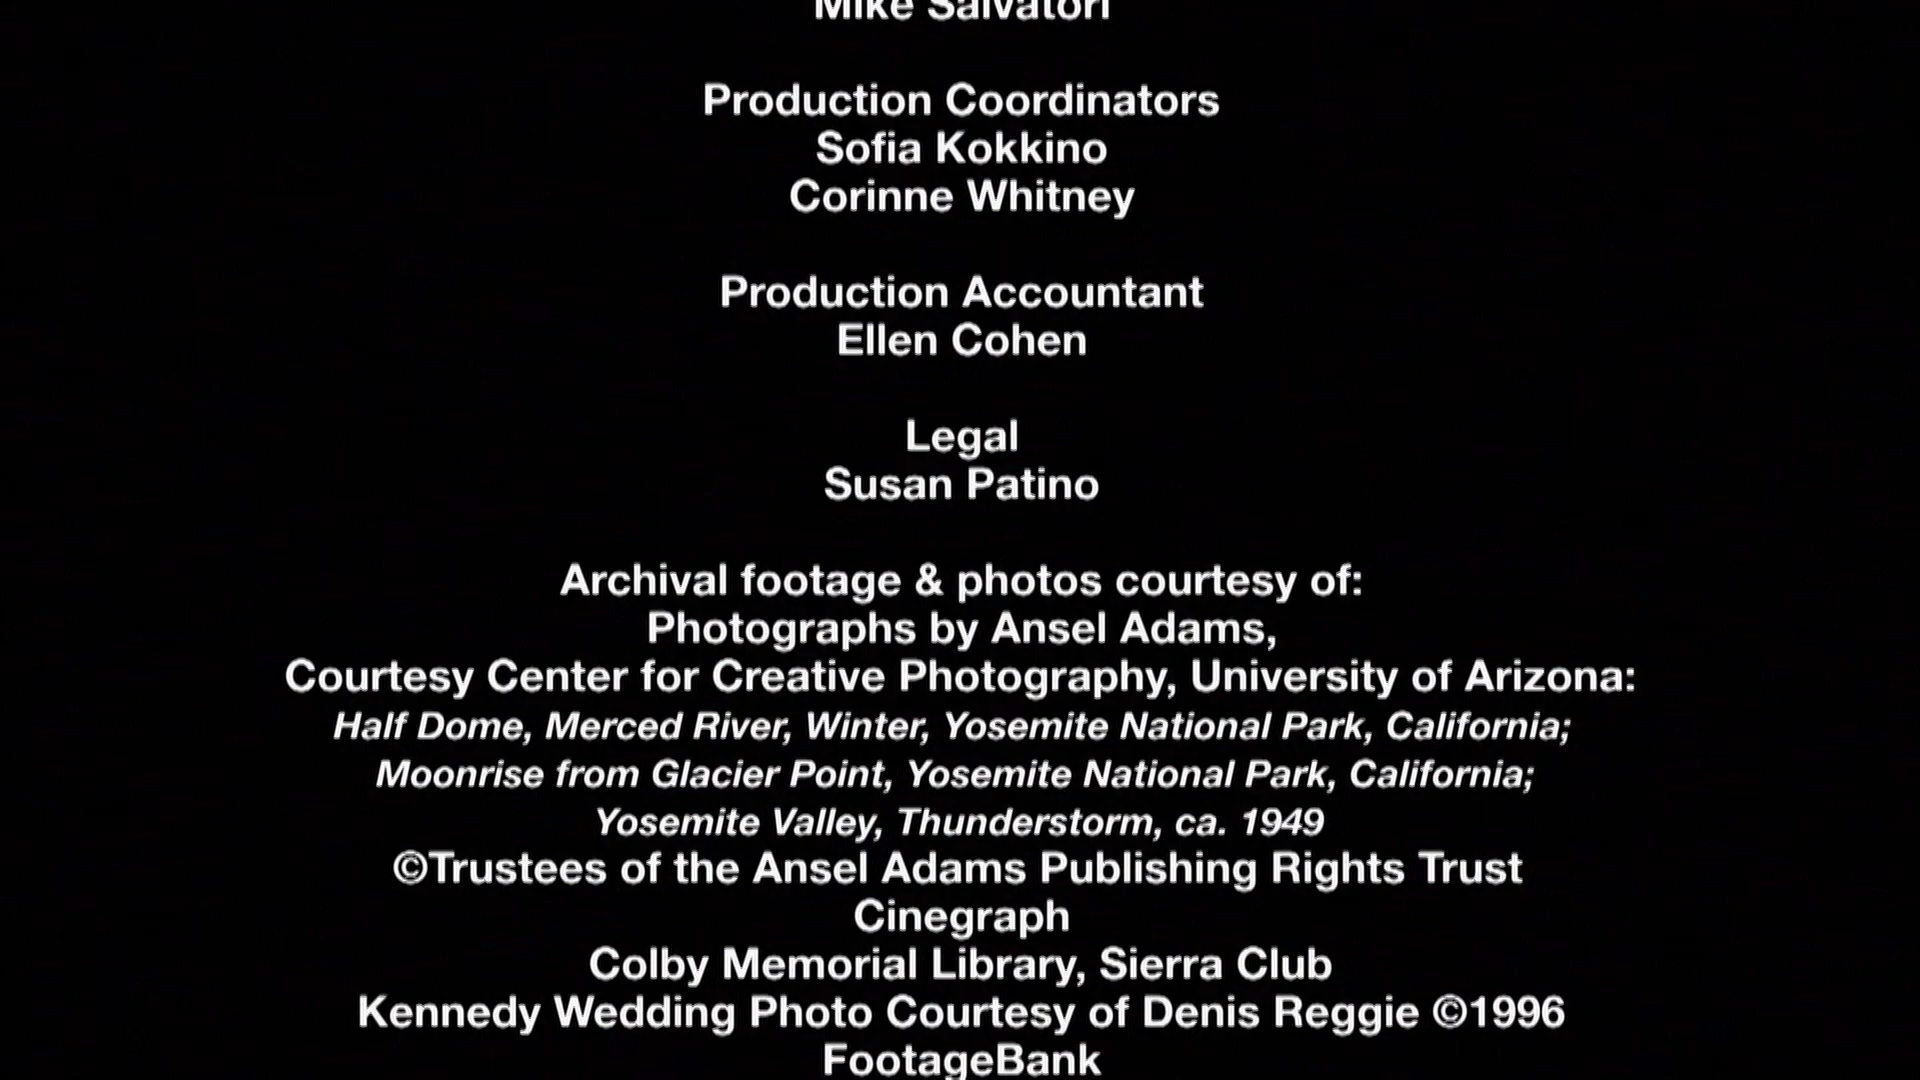 Mike Salvatori
Production Coordinators
Sofia Kokkino
Corinne Whitney
Production Accountant
Ellen Cohen
Legal
Susan Patino
Archival footage & photos courtesy of:
Photographs by Ansel Adams,
Courtesy Center for Creative Photography, University of Arizona:
Half Dome, Merced River, Winter, Yosemite National Park, California;
Moonrise from Glacier Point, Yosemite National Park, California;
Yosemite Valley, Thunderstorm, ca. 1949
©Trustees of the Ansel Adams Publishing Rights Trust
Cinegraph
Colby Memorial Library, Sierra Club
Kennedy Wedding Photo Courtesy of Denis Reggie ©1996
FootageBank